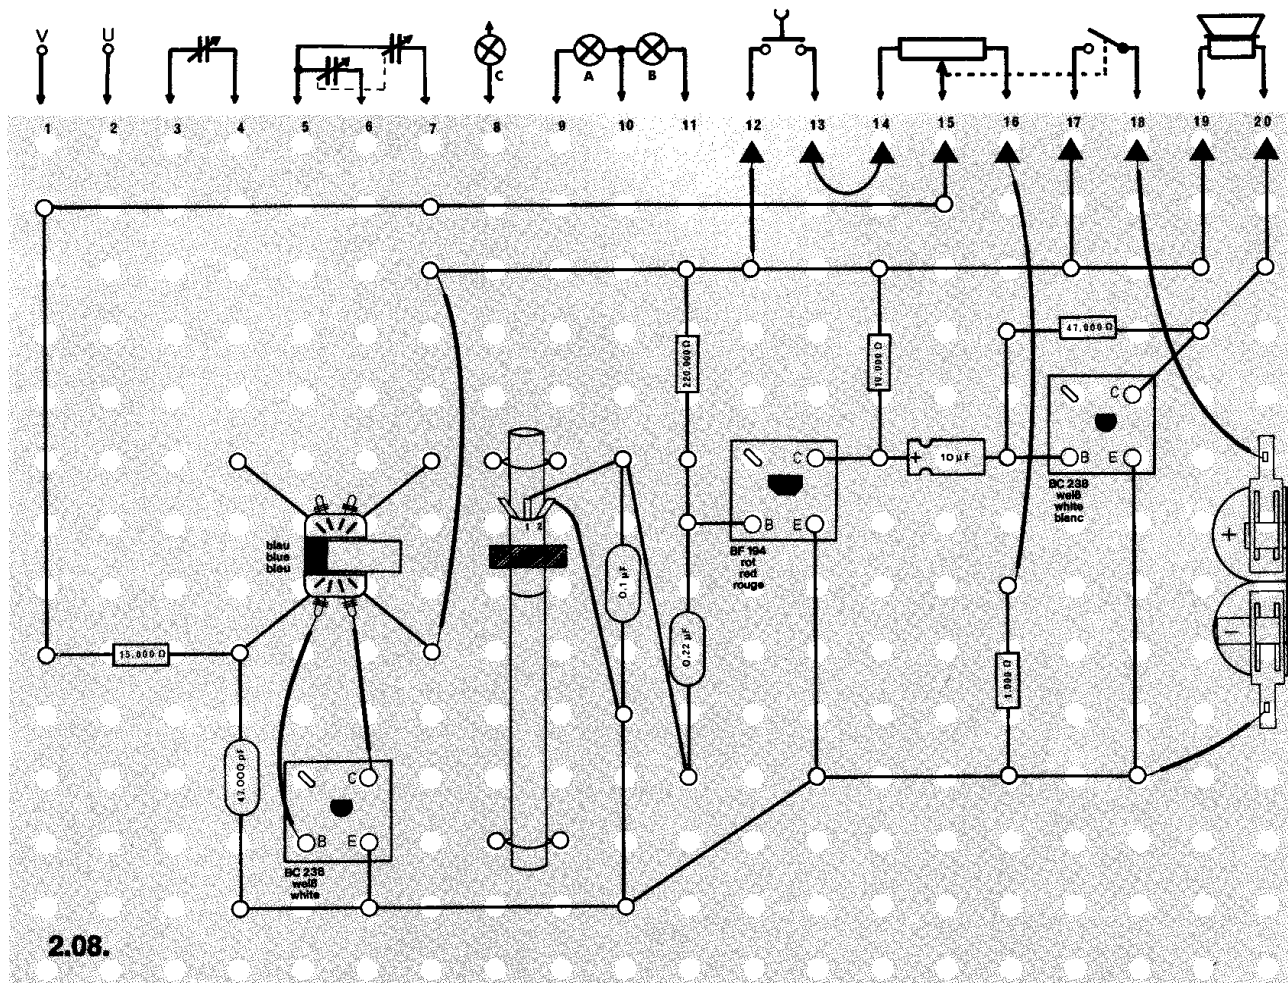 V
U
C
A
B
1 2 3 4 5 6 7 8 9 10 11 12 13 14 15 16 17 18 19 20
47.000 Ω
220.000 Ω
10.000 Ω
C
B E
BC 238
weiß
white
blanc
C
B E
BF 194
rot
red
rouge
+ 10 µF
1 2
blau
blue
bleu
0.1 µF
0.22 µF
+
−
15.000 Ω
1.000 Ω
47.000 pF
C
B E
BC 238
weiß
white
2.08.